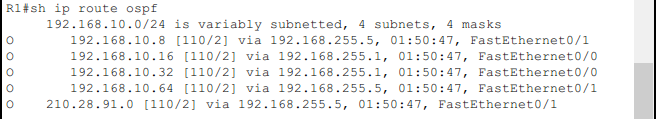 R1#sh ip route ospf
192.168.10.0/24 is variably subnetted, 4 subnets, 4 masks
O 192.168.10.8 [110/2] via 192.168.255.5, 01:50:47, FastEthernet0/1
O 192.168.10.16 [110/2] via 192.168.255.1, 01:50:47, FastEthernet0/0
O 192.168.10.32 [110/2] via 192.168.255.1, 01:50:47, FastEthernet0/0
O 192.168.10.64 [110/2] via 192.168.255.5, 01:50:47, FastEthernet0/1
O 210.28.91.0 [110/2] via 192.168.255.5, 01:50:47, FastEthernet0/1